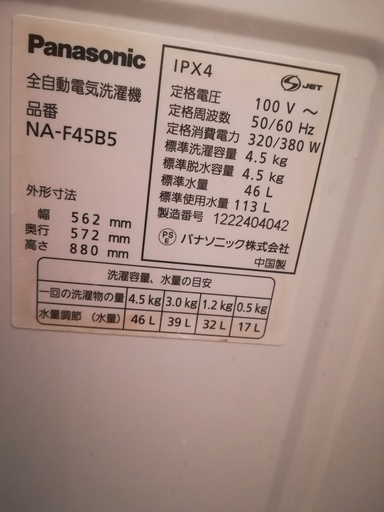 Panasonic
全自動電気洗濯機
品番
NA-F45B5
外形寸法
幅 562 mm
奥行 572 mm
高さ 880 mm
IPX4
S JET
定格電圧 100 V ～
定格周波数 50/60 Hz
定格消費電力 320/380 W
標準洗濯容量 4.5 kg
標準脱水容量 4.5 kg
標準水量 46 L
標準使用水量 113 L
製造番号 1222404042
PS E パナソニック株式会社
中国製
洗濯容量、水量の目安
一回の洗濯物の量 4.5 kg 3.0 kg 1.2 kg 0.5 kg
水量調節 (水量) 46 L 39 L 32 L 17 L